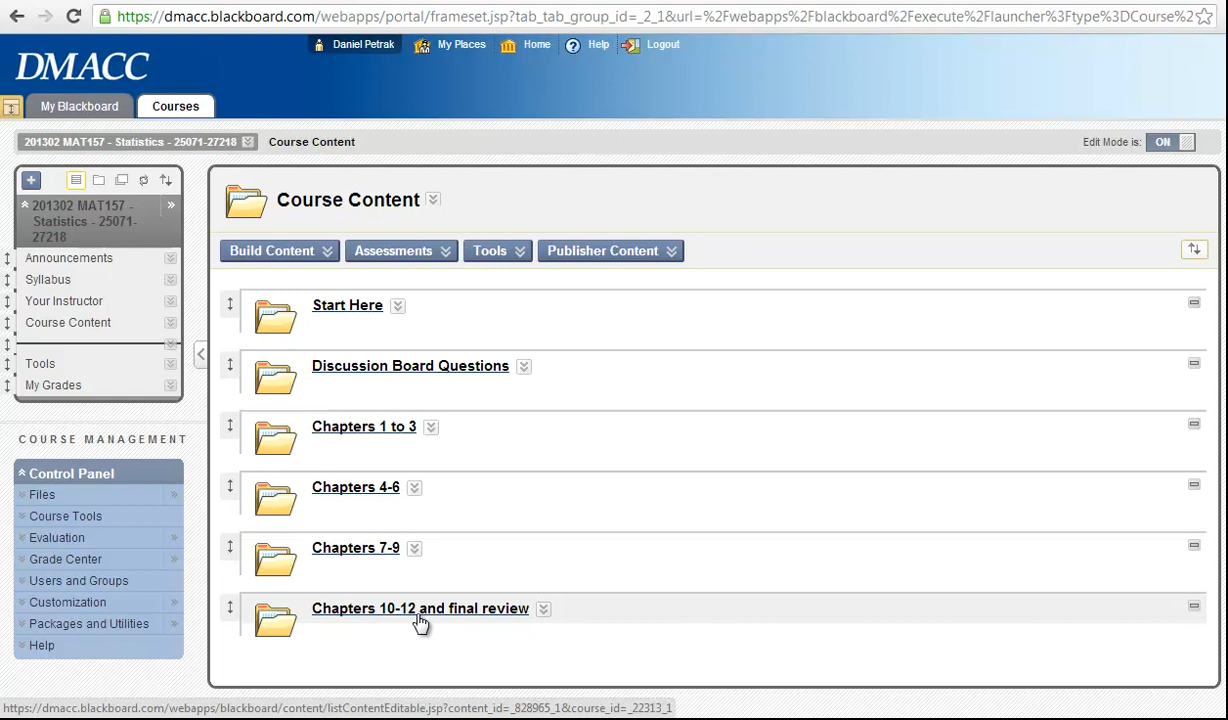 https://dmacc.blackboard.com/webapps/portal/frameset.jsp?tab_tab_group_id=_2_1&url=%2Fwebapps%2Fblackboard%2Fexecute%2Flauncher%3Ftype%3DCourse%2
Daniel Petrak My Places Home Help Logout
DMACC
My Blackboard Courses
201302 MAT157 - Statistics - 25071-27218 Course Content Edit Mode is: ON
201302 MAT157 -
Statistics - 25071-
27218
Announcements
Syllabus
Your Instructor
Course Content
Tools
My Grades
COURSE MANAGEMENT
Control Panel
Files
Course Tools
Evaluation
Grade Center
Users and Groups
Customization
Packages and Utilities
Help
Course Content
Build Content Assessments Tools Publisher Content
Start Here
Discussion Board Questions
Chapters 1 to 3
Chapters 4-6
Chapters 7-9
Chapters 10-12 and final review
https://dmacc.blackboard.com/webapps/blackboard/content/listContentEditable.jsp?content_id=_828965_1&course_id=_22313_1